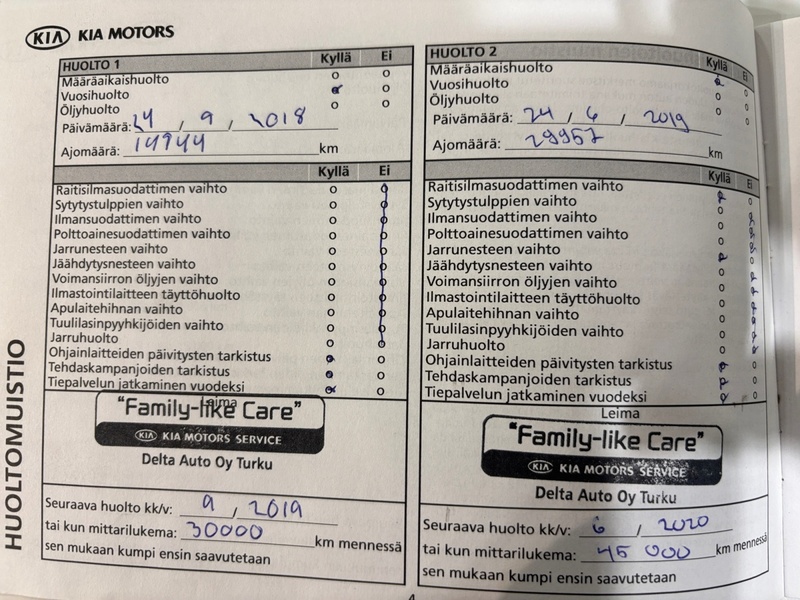 KIA KIA MOTORS
HUOLTO 1 Kyllä Ei
Määräaikaishuolto
Vuosihuolto
Öljyhuolto
Päivämäärä: 24 / 9 / 2018
Ajomäärä: 14944 km
Kyllä Ei
Raitisilmasuodattimen vaihto
Sytytystulppien vaihto
Ilmansuodattimen vaihto
Polttoainesuodattimen vaihto
Jarrunesteen vaihto
Jäähdytysnesteen vaihto
Voimansiirron öljyjen vaihto
Ilmastointilaitteen täyttöhuolto
Apulaitehihnan vaihto
Tuulilasinpyyhkijöiden vaihto
Jarruhuolto
Ohjainlaitteiden päivitysten tarkistus
Tehdaskampanjoiden tarkistus
Tiepalvelun jatkaminen vuodeksi
Leima
"Family-like Care"
KIA KIA MOTORS SERVICE
Delta Auto Oy Turku
Seuraava huolto kk/v: 9 / 2019
tai kun mittarilukema: 30000 km mennessä
sen mukaan kumpi ensin saavutetaan
HUOLTO 2 Kyllä Ei
Määräaikaishuolto
Vuosihuolto
Öljyhuolto
Päivämäärä: 24 / 6 / 2019
Ajomäärä: 29957 km
Kyllä Ei
Raitisilmasuodattimen vaihto
Sytytystulppien vaihto
Ilmansuodattimen vaihto
Polttoainesuodattimen vaihto
Jarrunesteen vaihto
Jäähdytysnesteen vaihto
Voimansiirron öljyjen vaihto
Ilmastointilaitteen täyttöhuolto
Apulaitehihnan vaihto
Tuulilasinpyyhkijöiden vaihto
Jarruhuolto
Ohjainlaitteiden päivitysten tarkistus
Tehdaskampanjoiden tarkistus
Tiepalvelun jatkaminen vuodeksi
Leima
"Family-like Care"
KIA KIA MOTORS SERVICE
Delta Auto Oy Turku
Seuraava huolto kk/v: 6 / 2020
tai kun mittarilukema: 45 000 km mennessä
sen mukaan kumpi ensin saavutetaan
HUOLTOMUISTIO